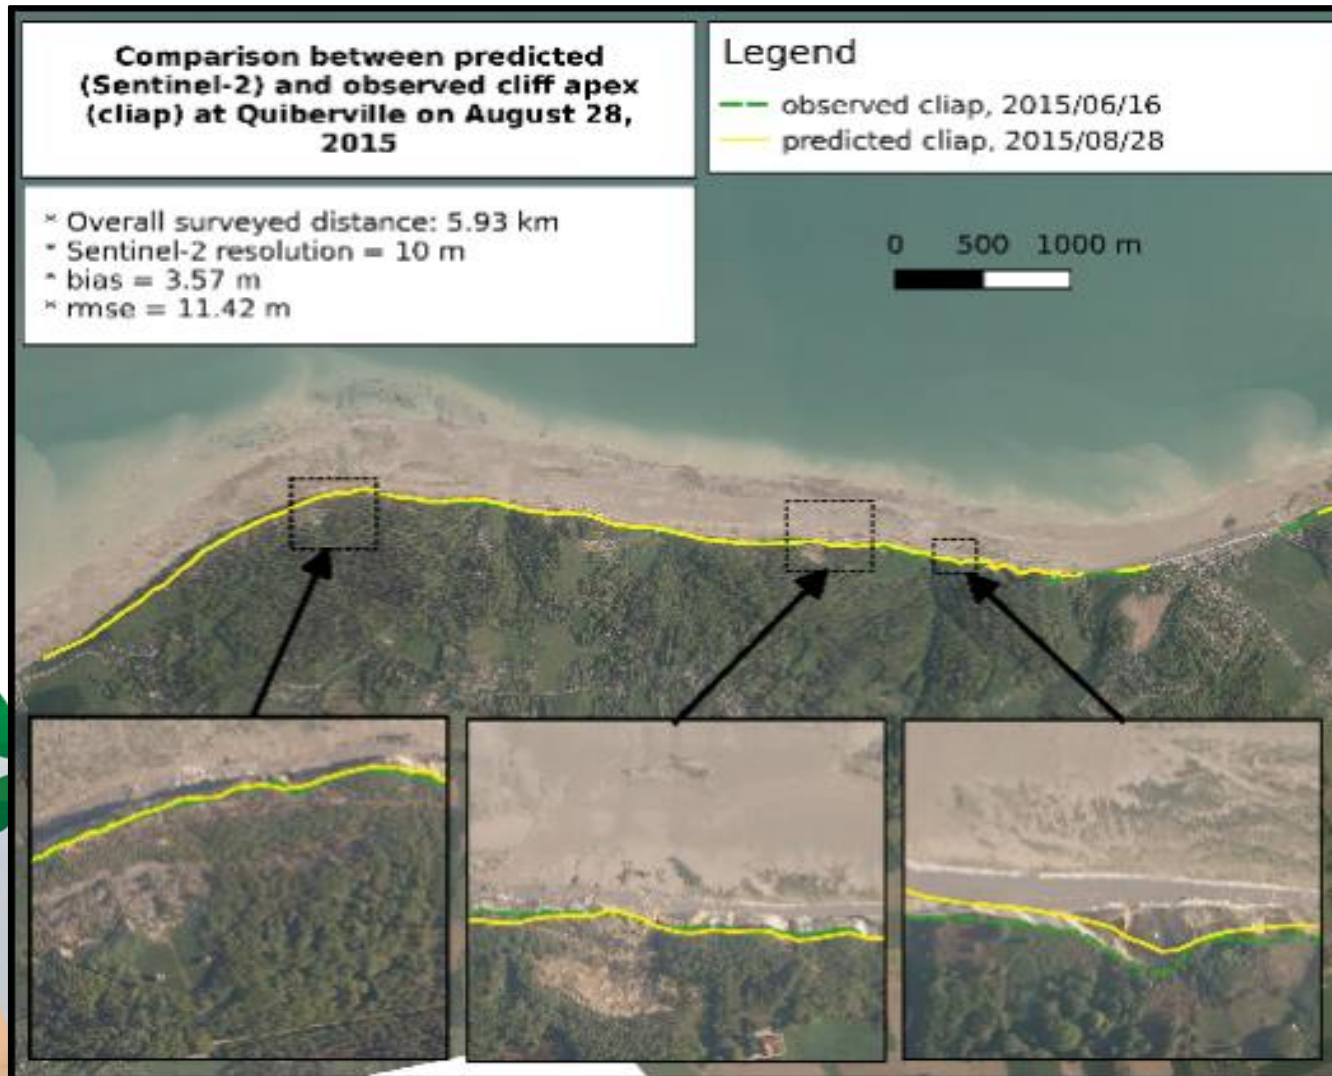 Comparison between predicted
(Sentinel-2) and observed cliff apex
(cliap) at Quiberville on August 28,
2015
Legend
observed cliap, 2015/06/16
predicted cliap, 2015/08/28
* Overall surveyed distance: 5.93 km
* Sentinel-2 resolution = 10 m
* bias = 3.57 m
* rmse = 11.42 m
0 500 1000 m